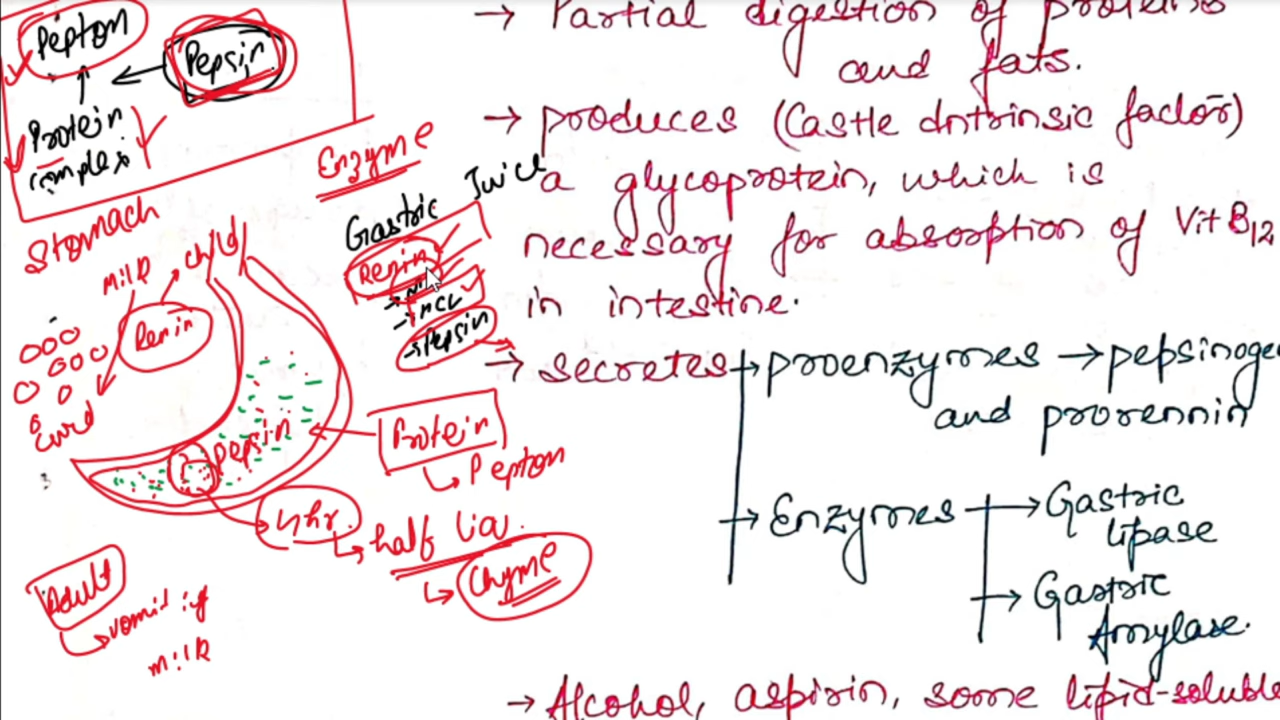 Pepton
Pepsin
Protein
complex
Enzyme
Stomach
Gastric Juice
Renin
→ HCL
→ Pepsin
milk
child
Renin
curd
Pepsin
Protein
↳ Pepton
4hr.
half liq.
Chyme
Adult
vomit if
milk
→ Partial digestion of proteins
and fats.
→ produces (Castle intrinsic factor)
a glycoprotein, which is
necessary for absorption of Vit B12
in intestine.
→ secretes → proenzymes → pepsinogen
and prorennin
→ Enzymes → Gastric
lipase
→ Gastric
Amylase.
→ Alcohol, aspirin, some lipid-soluble